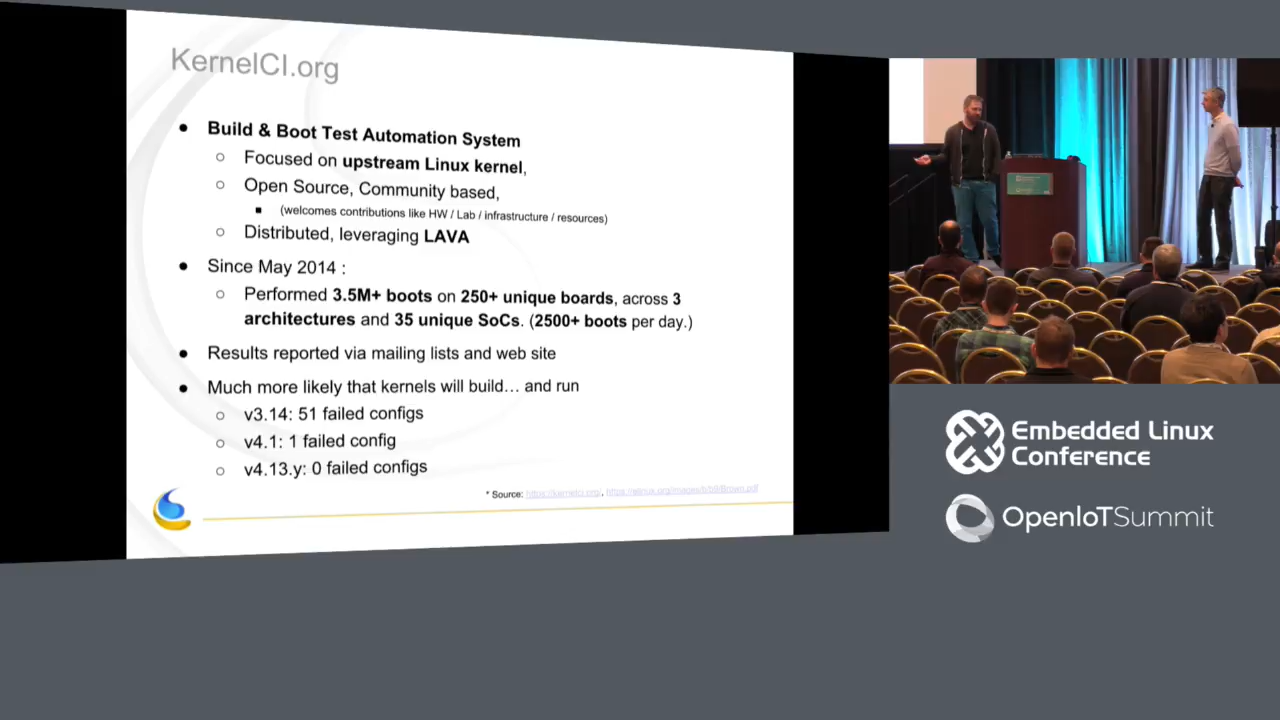 KernelCI.org
● Build & Boot Test Automation System
○ Focused on upstream Linux kernel,
○ Open Source, Community based,
■ (welcomes contributions like HW / Lab / infrastructure / resources)
○ Distributed, leveraging LAVA
● Since May 2014 :
○ Performed 3.5M+ boots on 250+ unique boards, across 3
architectures and 35 unique SoCs. (2500+ boots per day.)
● Results reported via mailing lists and web site
● Much more likely that kernels will build… and run
○ v3.14: 51 failed configs
○ v4.1: 1 failed config
○ v4.13.y: 0 failed configs
* Source: https://kernelci.org/,
Embedded Linux
Conference
OpenIoTSummit